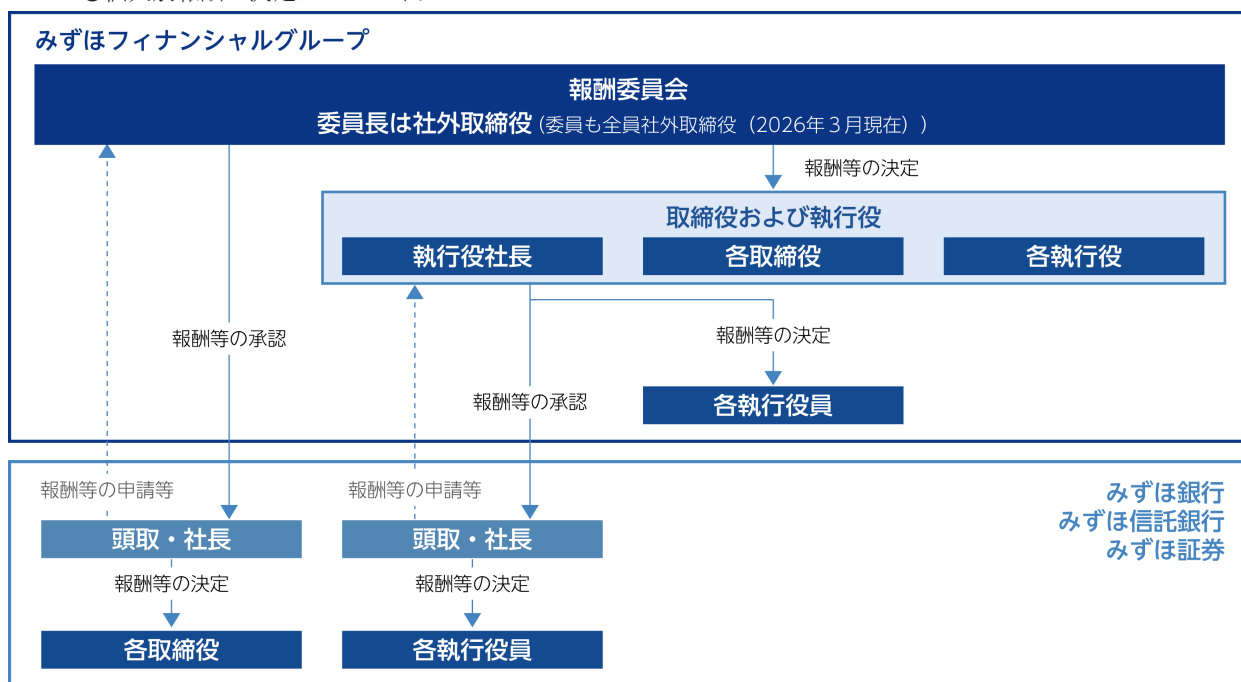 みずほフィナンシャルグループ
報酬委員会
委員長は社外取締役 (委員も全員社外取締役（2026年３月現在）)
報酬等の決定
取締役および執行役
執行役社長
各取締役
各執行役
報酬等の承認
報酬等の決定
報酬等の承認
各執行役員
報酬等の申請等
報酬等の申請等
みずほ銀行
みずほ信託銀行
みずほ証券
頭取・社長
頭取・社長
報酬等の決定
報酬等の決定
各取締役
各執行役員